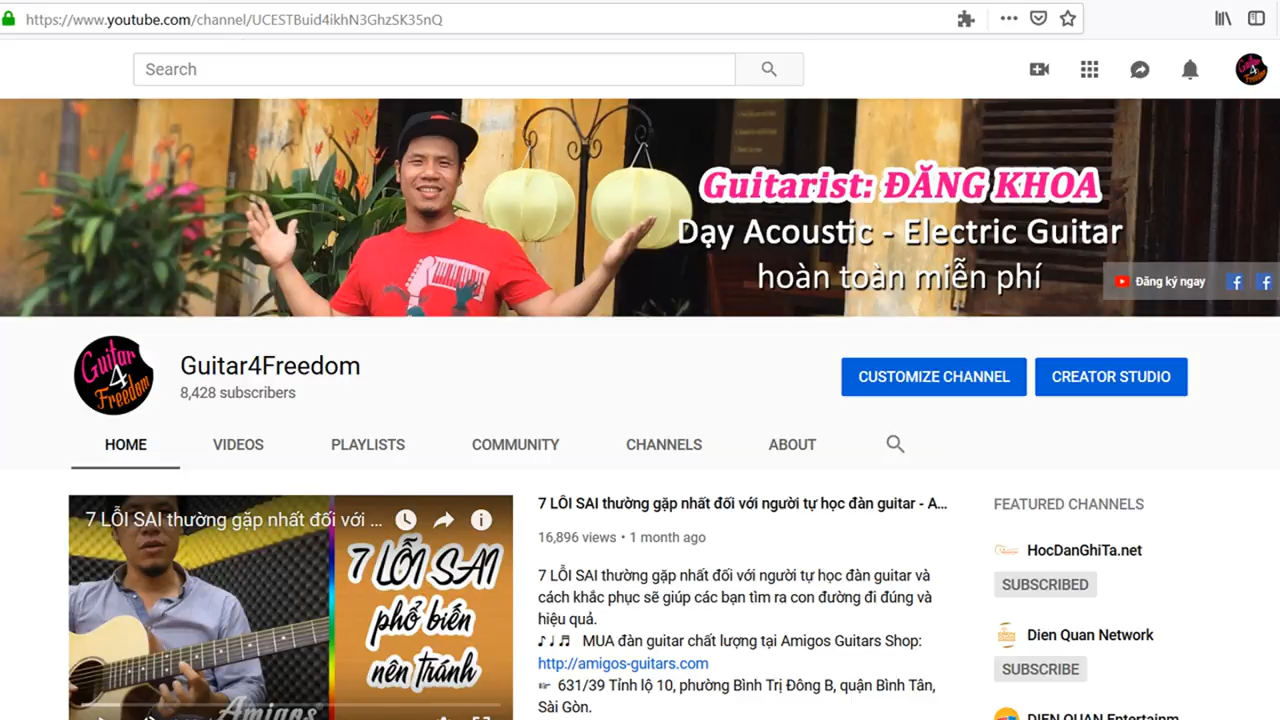 https://www.youtube.com/channel/UCESTBuid4ikhN3GhzSK35nQ
Search
Guitarist: ĐĂNG KHOA
Dạy Acoustic - Electric Guitar
hoàn toàn miễn phí
Đăng ký ngay
Guitar 4 Freedom
Guitar4Freedom
8,428 subscribers
CUSTOMIZE CHANNEL
CREATOR STUDIO
HOME VIDEOS PLAYLISTS COMMUNITY CHANNELS ABOUT
7 LỖI SAI thường gặp nhất đối với ...
7 LỖI SAI
phổ biến
nên tránh
Amigos
7 LỖI SAI thường gặp nhất đối với người tự học đàn guitar - A...
16,896 views • 1 month ago
7 LỖI SAI thường gặp nhất đối với người tự học đàn guitar và
cách khắc phục sẽ giúp các bạn tìm ra con đường đi đúng và
hiệu quả.
♪♩♬ MUA đàn guitar chất lượng tại Amigos Guitars Shop:
http://amigos-guitars.com
☞ 631/39 Tỉnh lộ 10, phường Bình Trị Đông B, quận Bình Tân,
Sài Gòn.
FEATURED CHANNELS
HocDanGhiTa.net
SUBSCRIBED
Dien Quan Network
SUBSCRIBE
DIEN QUAN Entertainm